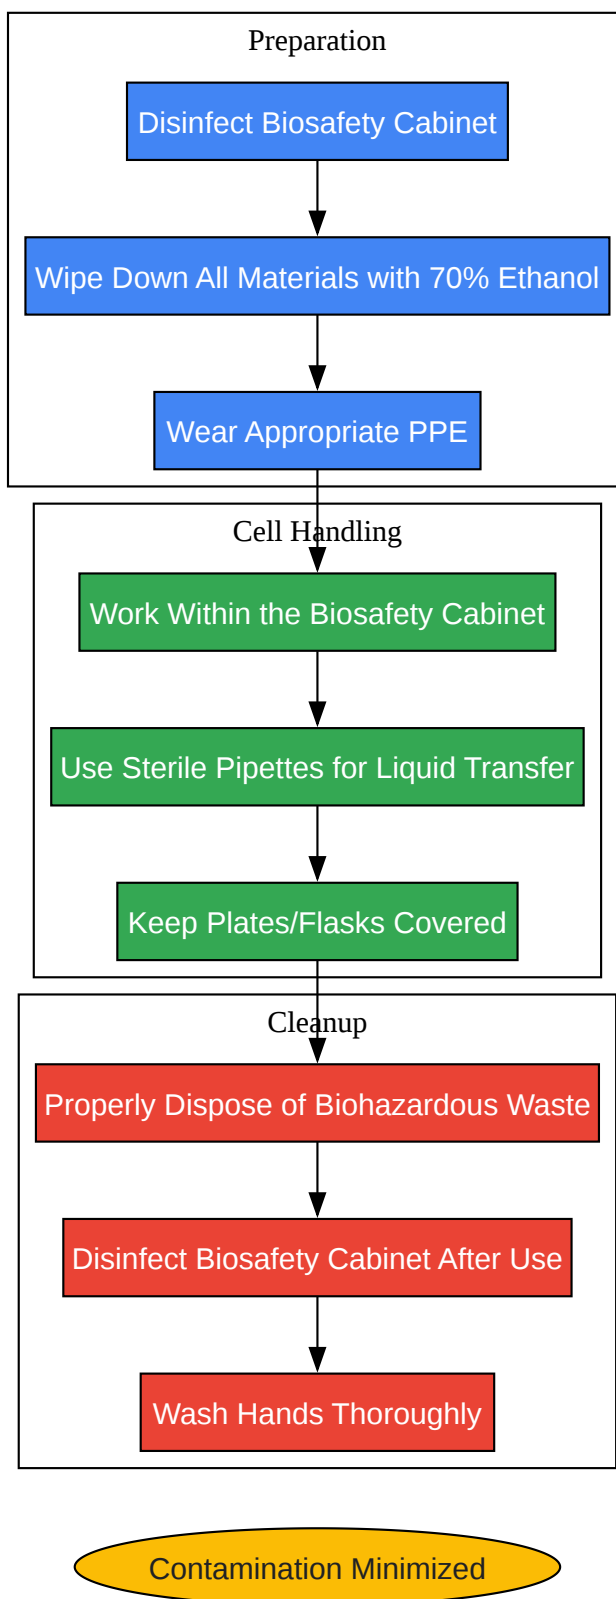 Preparation
Disinfect Biosafety Cabinet
Wipe Down All Materials with 70% Ethanol
Wear Appropriate PPE
Cell Handling
Work Within the Biosafety Cabinet
Use Sterile Pipettes for Liquid Transfer
Keep Plates/Flasks Covered
Cleanup
Properly Dispose of Biohazardous Waste
Disinfect Biosafety Cabinet After Use
Wash Hands Thoroughly
Contamination Minimized